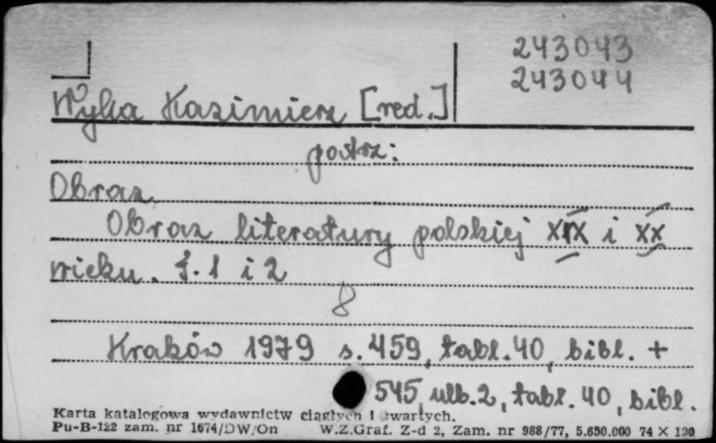 243043
243044
Wyka Kazimierz [red.]
patrz:
Obraz
Obraz literatury polskiej XIX i XX
wieku. T. 1 i 2
8
Kraków 1979 s. 459, tabl. 40, bibl. +
545 nlb. 2, tabl. 40, bibl.
Karta katalogowa wydawnictw ciągłych i zwartych.
Pu-B-122 zam. nr 1674/DW/On W.Z.Graf. Z-d 2, Zam. nr 988/77, 5.650.000 74 X 120